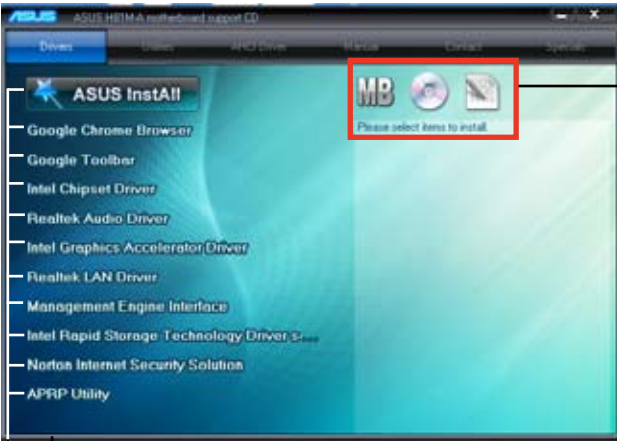 ASUS ASUS H81M-A motherboard support CD
Drivers Utilities AHCI Driver Manual Contact Specials
ASUS InstAll
MB
Please select items to install.
Google Chrome Browser
Google Toolbar
Intel Chipset Driver
Realtek Audio Driver
Intel Graphics Accelerator Driver
Realtek LAN Driver
Management Engine Interface
Intel Rapid Storage Technology Driver s....
Norton Internet Security Solution
APRP Utility